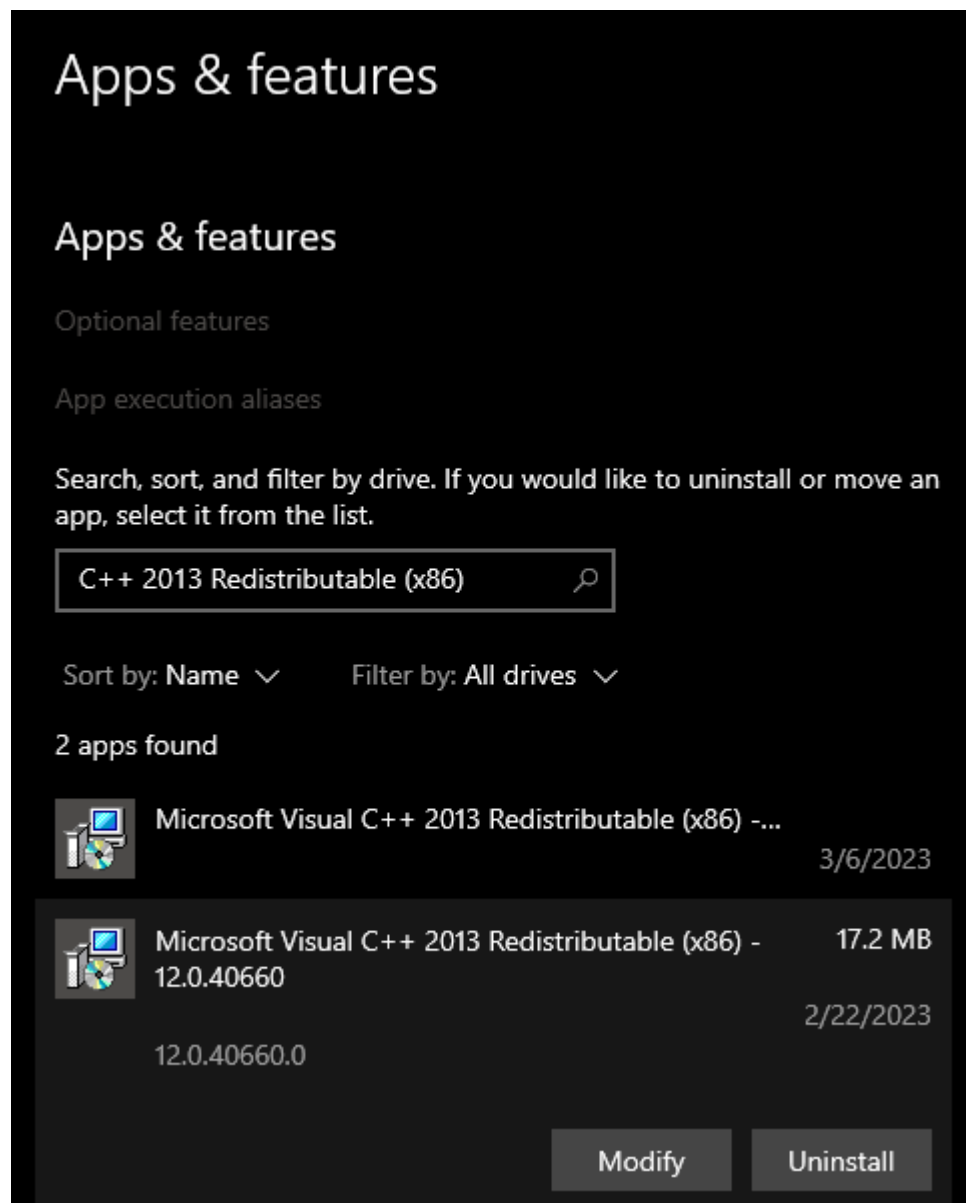 Apps & features
Apps & features
Optional features
App execution aliases
Search, sort, and filter by drive. If you would like to uninstall or move an
app, select it from the list.
C++ 2013 Redistributable (x86)
Sort by: Name Filter by: All drives
2 apps found
Microsoft Visual C++ 2013 Redistributable (x86) -...
3/6/2023
Microsoft Visual C++ 2013 Redistributable (x86) - 17.2 MB
12.0.40660
2/22/2023
12.0.40660.0
Modify Uninstall